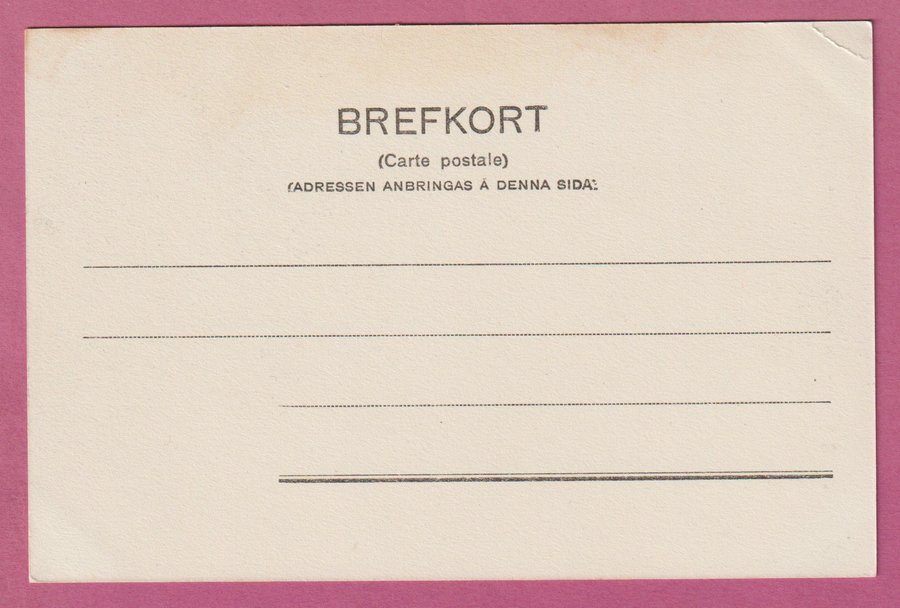 BREFKORT
(Carte postale)
(ADRESSEN ANBRINGAS Å DENNA SIDA)